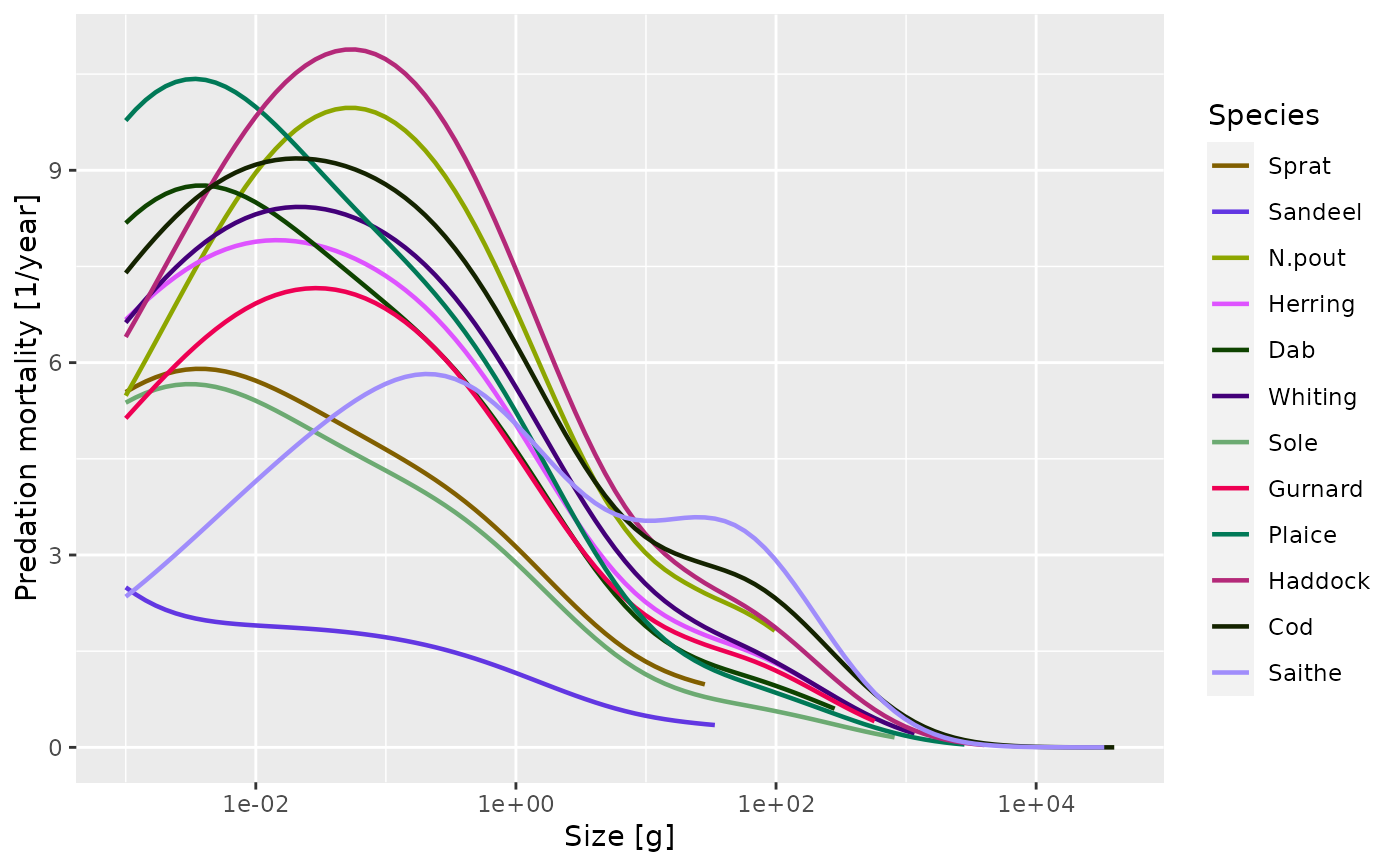 Predation mortality [1/year]
9
6
3
0
1e-02
1e+00
1e+02
1e+04
Size [g]
Species
Sprat
Sandeel
N.pout
Herring
Dab
Whiting
Sole
Gurnard
Plaice
Haddock
Cod
Saithe